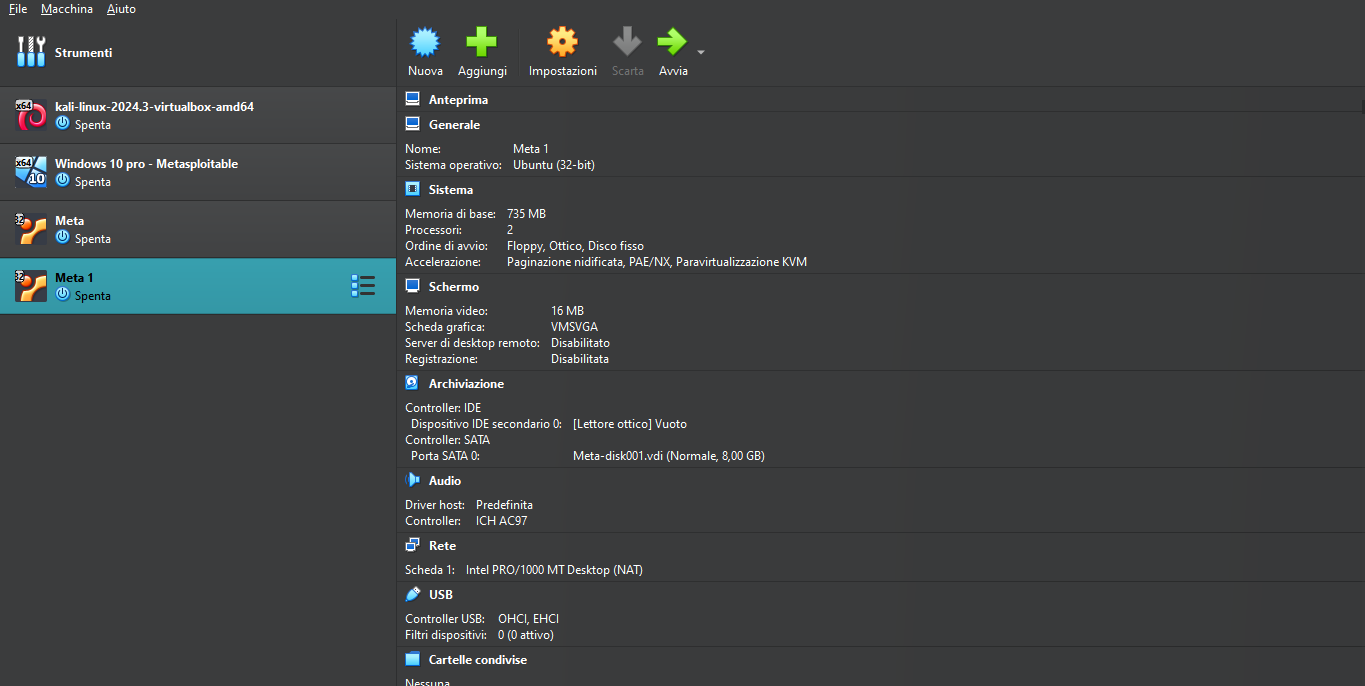 File Macchina Aiuto
Strumenti
x64 kali-linux-2024.3-virtualbox-amd64
Spenta
x64 10 Windows 10 pro - Metasploitable
Spenta
32 Meta
Spenta
32 Meta 1
Spenta
Nuova Aggiungi Impostazioni Scarta Avvia
Anteprima
Generale
Nome: Meta 1
Sistema operativo: Ubuntu (32-bit)
Sistema
Memoria di base: 735 MB
Processori: 2
Ordine di avvio: Floppy, Ottico, Disco fisso
Accelerazione: Paginazione nidificata, PAE/NX, Paravirtualizzazione KVM
Schermo
Memoria video: 16 MB
Scheda grafica: VMSVGA
Server di desktop remoto: Disabilitato
Registrazione: Disabilitata
Archiviazione
Controller: IDE
Dispositivo IDE secondario 0: [Lettore ottico] Vuoto
Controller: SATA
Porta SATA 0: Meta-disk001.vdi (Normale, 8,00 GB)
Audio
Driver host: Predefinita
Controller: ICH AC97
Rete
Scheda 1: Intel PRO/1000 MT Desktop (NAT)
USB
Controller USB: OHCI, EHCI
Filtri dispositivi: 0 (0 attivo)
Cartelle condivise
Nessuna